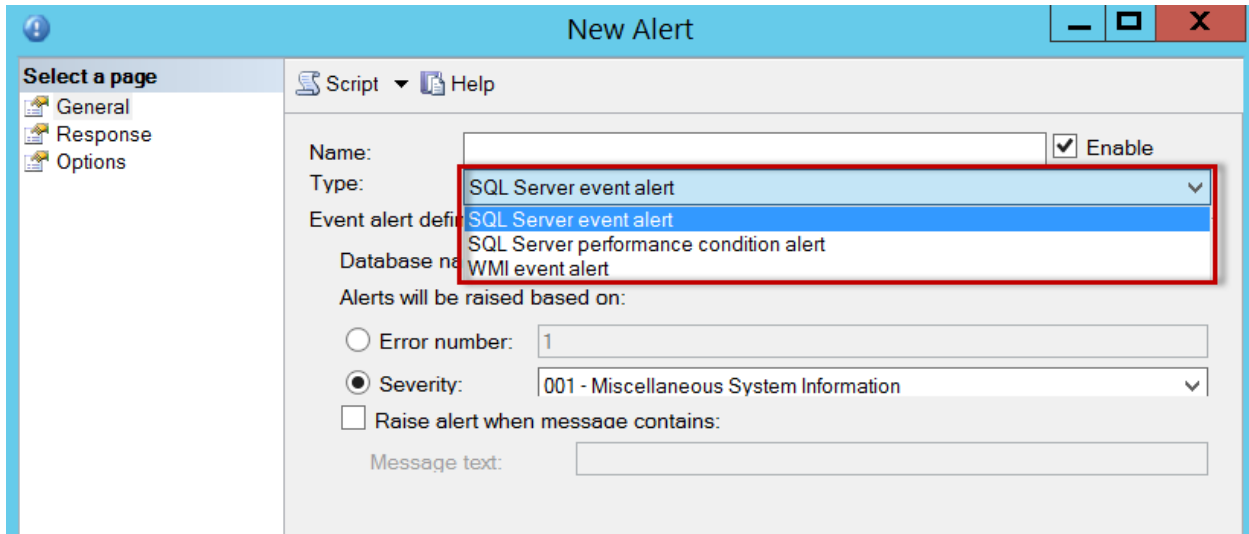 New Alert
Select a page
General
Response
Options
Script Help
Name: Enable
Type: SQL Server event alert
Event alert defin
SQL Server event alert
SQL Server performance condition alert
WMI event alert
Database na
Alerts will be raised based on:
Error number: 1
Severity: 001 - Miscellaneous System Information
Raise alert when message contains:
Message text: